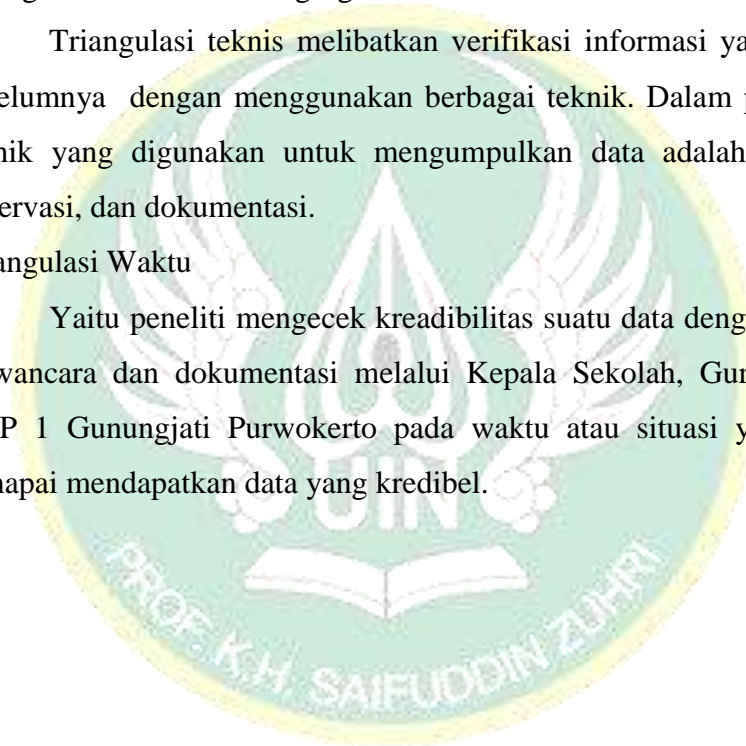 Triangulasi teknis melibatkan verifikasi informasi ya
elumnya dengan menggunakan berbagai teknik. Dalam p
nik yang digunakan untuk mengumpulkan data adalah
ervasi, dan dokumentasi.
angulasi Waktu
Yaitu peneliti mengecek kreadibilitas suatu data deng
wancara dan dokumentasi melalui Kepala Sekolah, Gur
P 1 Gunungjati Purwokerto pada waktu atau situasi y
napai mendapatkan data yang kredibel.
UIN
PROF. K.H. SAIFUDDIN ZUHRI